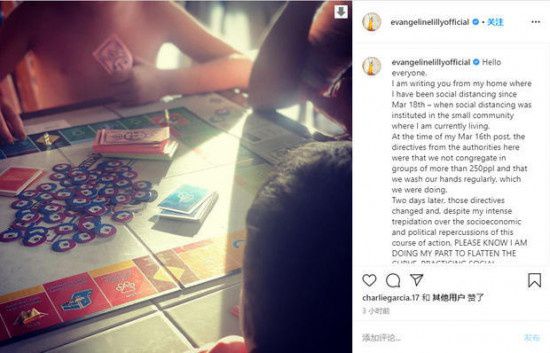 evangelinelillyofficial • 关注
evangelinelillyofficial Hello
everyone.
I am writing you from my home where
I have been social distancing since
Mar 18th – when social distancing was
instituted in the small community
where I am currently living.
At the time of my Mar 16th post, the
directives from the authorities here
were that we not congregate in
groups of more than 250ppl and that
we wash our hands regularly, which
we were doing.
Two days later, those directives
changed and, despite my intense
trepidation over the socioeconomic
and political repercussions of this
course of action, PLEASE KNOW I AM
DOING MY PART TO FLATTEN THE
CURVE, PRACTICING SOCIAL
charliegarcia.17 和 其他用户 赞了
3 小时前
添加评论...